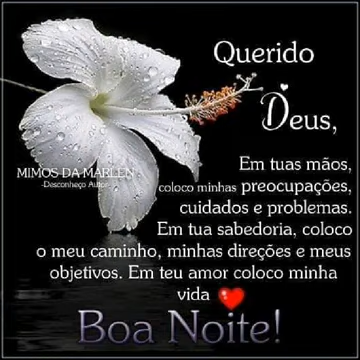 Querido
Deus,
MIMOS DA MARLEN
-Desconheço Autor-
Em tuas mãos,
coloco minhas preocupações,
cuidados e problemas.
Em tua sabedoria, coloco
o meu caminho, minhas direções e meus
objetivos. Em teu amor coloco minha
vida
Boa Noite!